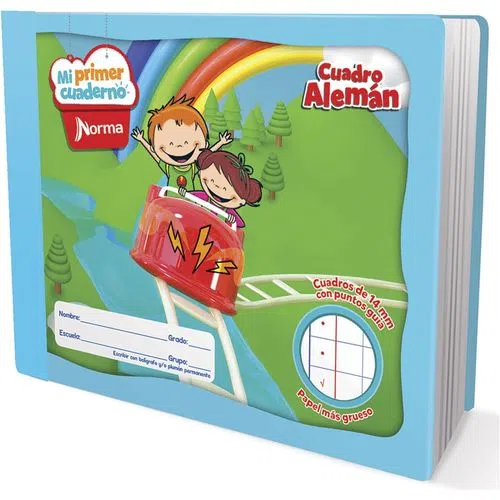 Mi primer
cuaderno
Norma
Cuadro
Alemán
Nombre:
Grado:
Escuela:
Grupo:
Escribir con bolígrafo y/o plumón permanente
Cuadros de 14 mm
con puntos guía
Papel más grueso